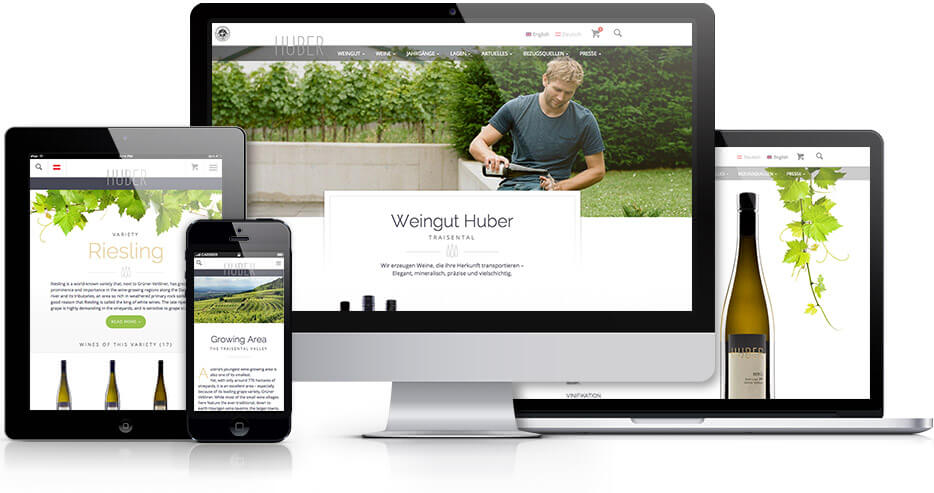 HUBER
English
Deutsch
WEINGUT
WEINE
JAHRGÄNGE
LAGEN
AKTUELLES
BEZUGSQUELLEN
PRESSE
Weingut Huber
TRAISENTAL
Wir erzeugen Weine, die ihre Herkunft transportieren –
Elegant, mineralisch, präzise und vielschichtig.
HUBER
VARIETY
Riesling
Riesling is a world-known variety that, next to Grüner Veltliner, has growing
prominence and importance in the wine-growing regions along the
river and its tributaries, an area so rich in weathered primary rock
good reason that Riesling is called the king of white wines. The late
grape is highly demanding in the vineyards, and is sensitive to grape
READ MORE
WINES OF THIS VARIETY (17)
CARRIER
HUBER
Growing Area
THE TRAISENTAL VALLEY
Austria's youngest wine growing area is
also one of its smallest.
Yet, with only around 770 hectares of
vineyards, it is an excellent area – especially
because of its leading grape variety, Grüner
Veltliner. While most of the small wine villages
here feature the ever traditional, down to
earth Heurigen wine taverns, the larger towns
Deutsch
English
BEZUGSQUELLEN
PRESSE
HUBER
BERG
VINIFIKATION